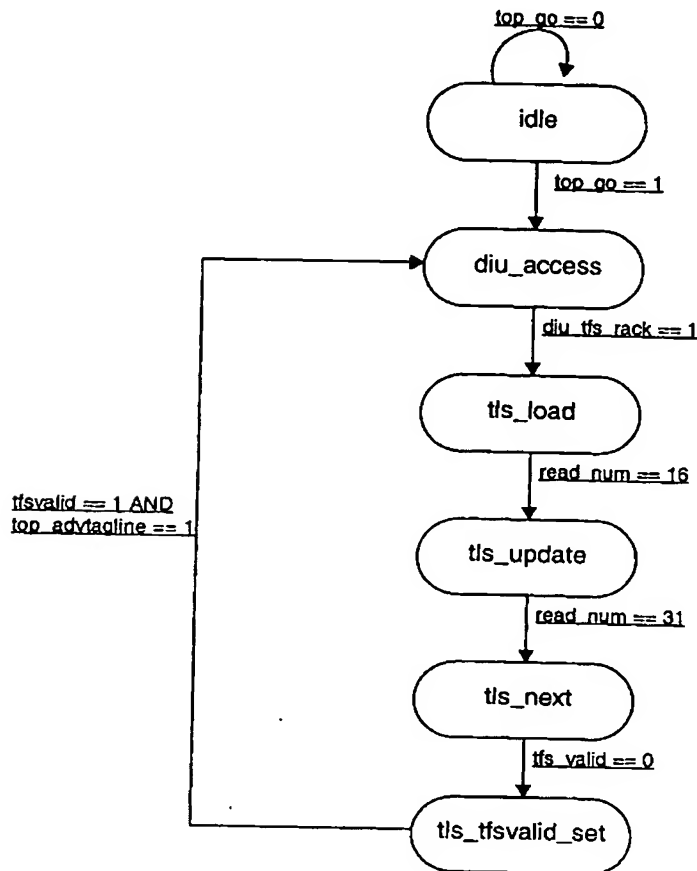 top_go == 0
idle
top_go == 1
diu_access
diu_tfs_rack == 1
tls_load
read_num == 16
tfsvalid == 1 AND
top_advtagline == 1
tls_update
read_num == 31
tls_next
tfs_valid == 0
tls_tfsvalid_set